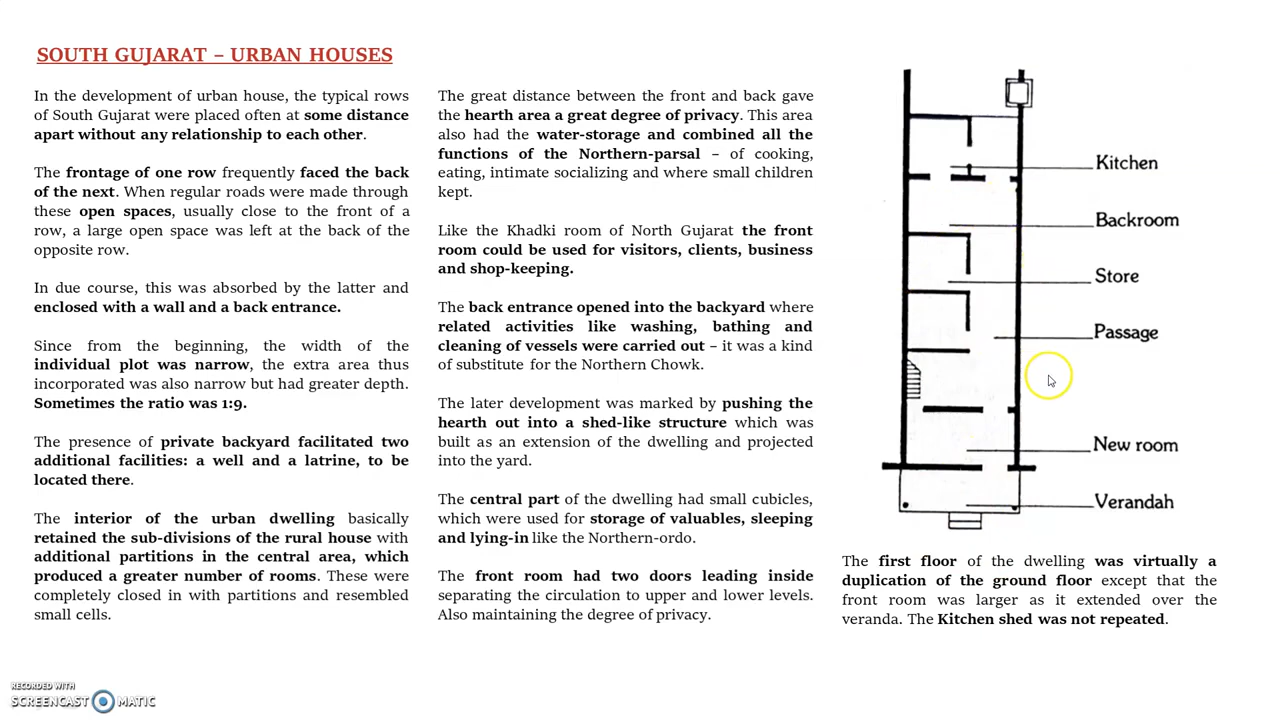 SOUTH GUJARAT – URBAN HOUSES
In the development of urban house, the typical rows
of South Gujarat were placed often at some distance
apart without any relationship to each other.
The frontage of one row frequently faced the back
of the next. When regular roads were made through
these open spaces, usually close to the front of a
row, a large open space was left at the back of the
opposite row.
In due course, this was absorbed by the latter and
enclosed with a wall and a back entrance.
Since from the beginning, the width of the
individual plot was narrow, the extra area thus
incorporated was also narrow but had greater depth.
Sometimes the ratio was 1:9.
The presence of private backyard facilitated two
additional facilities: a well and a latrine, to be
located there.
The interior of the urban dwelling basically
retained the sub-divisions of the rural house with
additional partitions in the central area, which
produced a greater number of rooms. These were
completely closed in with partitions and resembled
small cells.
The great distance between the front and back gave
the hearth area a great degree of privacy. This area
also had the water-storage and combined all the
functions of the Northern-parsal – of cooking,
eating, intimate socializing and where small children
kept.
Like the Khadki room of North Gujarat the front
room could be used for visitors, clients, business
and shop-keeping.
The back entrance opened into the backyard where
related activities like washing, bathing and
cleaning of vessels were carried out – it was a kind
of substitute for the Northern Chowk.
The later development was marked by pushing the
hearth out into a shed-like structure which was
built as an extension of the dwelling and projected
into the yard.
The central part of the dwelling had small cubicles,
which were used for storage of valuables, sleeping
and lying-in like the Northern-ordo.
The front room had two doors leading inside
separating the circulation to upper and lower levels.
Also maintaining the degree of privacy.
Kitchen
Backroom
Store
Passage
New room
Verandah
The first floor of the dwelling was virtually a
duplication of the ground floor except that the
front room was larger as it extended over the
veranda. The Kitchen shed was not repeated.
RECORDED WITH
SCREENCAST MATIC